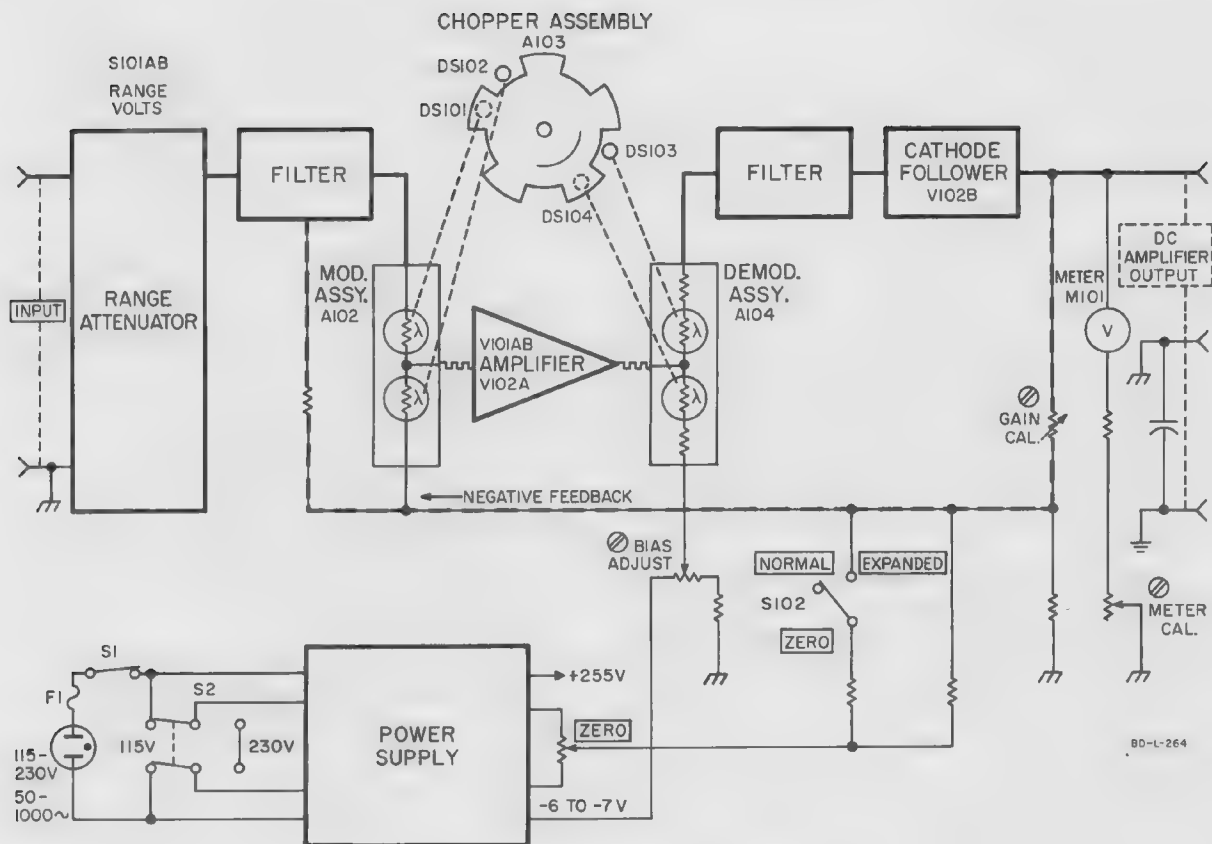 CHOPPER ASSEMBLY
A103
S101AB
RANGE
VOLTS
DS102
DS101
DS103
DS104
FILTER
FILTER
CATHODE
FOLLOWER
V102B
INPUT
RANGE
ATTENUATOR
MOD.
ASSY.
A102
λ
λ
V101AB
AMPLIFIER
V102A
λ
λ
DEMOD.
ASSY.
A104
METER
M101
V
DC
AMPLIFIER
OUTPUT
GAIN
CAL.
NEGATIVE FEEDBACK
BIAS
ADJUST
NORMAL
EXPANDED
S102
ZERO
METER
CAL.
S1
F1
S2
115V
230V
115-
230V
50-
1000~
POWER
SUPPLY
+255V
ZERO
-6 TO -7 V
BD-L-264